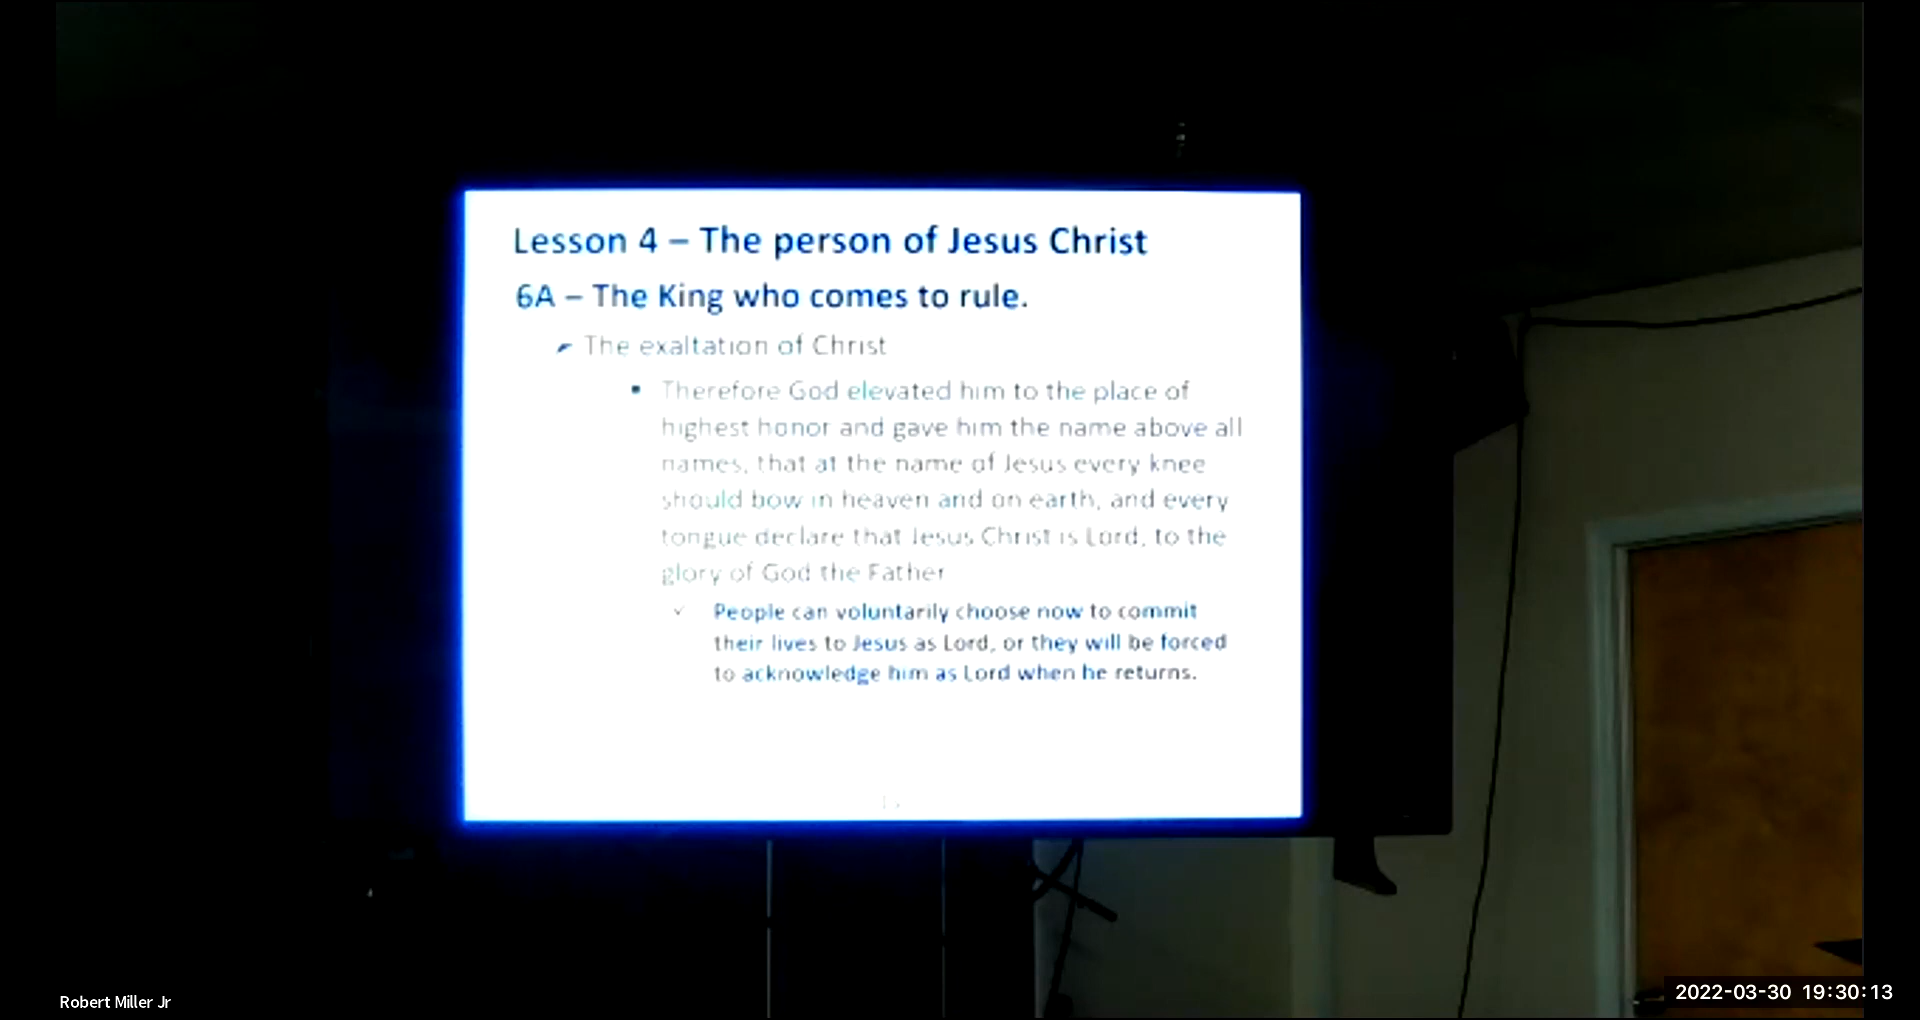 Lesson 4 – The person of Jesus Christ
6A – The King who comes to rule.
The exaltation of Christ
Therefore God elevated him to the place of
highest honor and gave him the name above all
names, that at the name of Jesus every knee
should bow in heaven and on earth, and every
tongue declare that Jesus Christ is Lord, to the
glory of God the Father
People can voluntarily choose now to commit
their lives to Jesus as Lord, or they will be forced
to acknowledge him as Lord when he returns.
Robert Miller Jr
2022-03-30 19:30:13